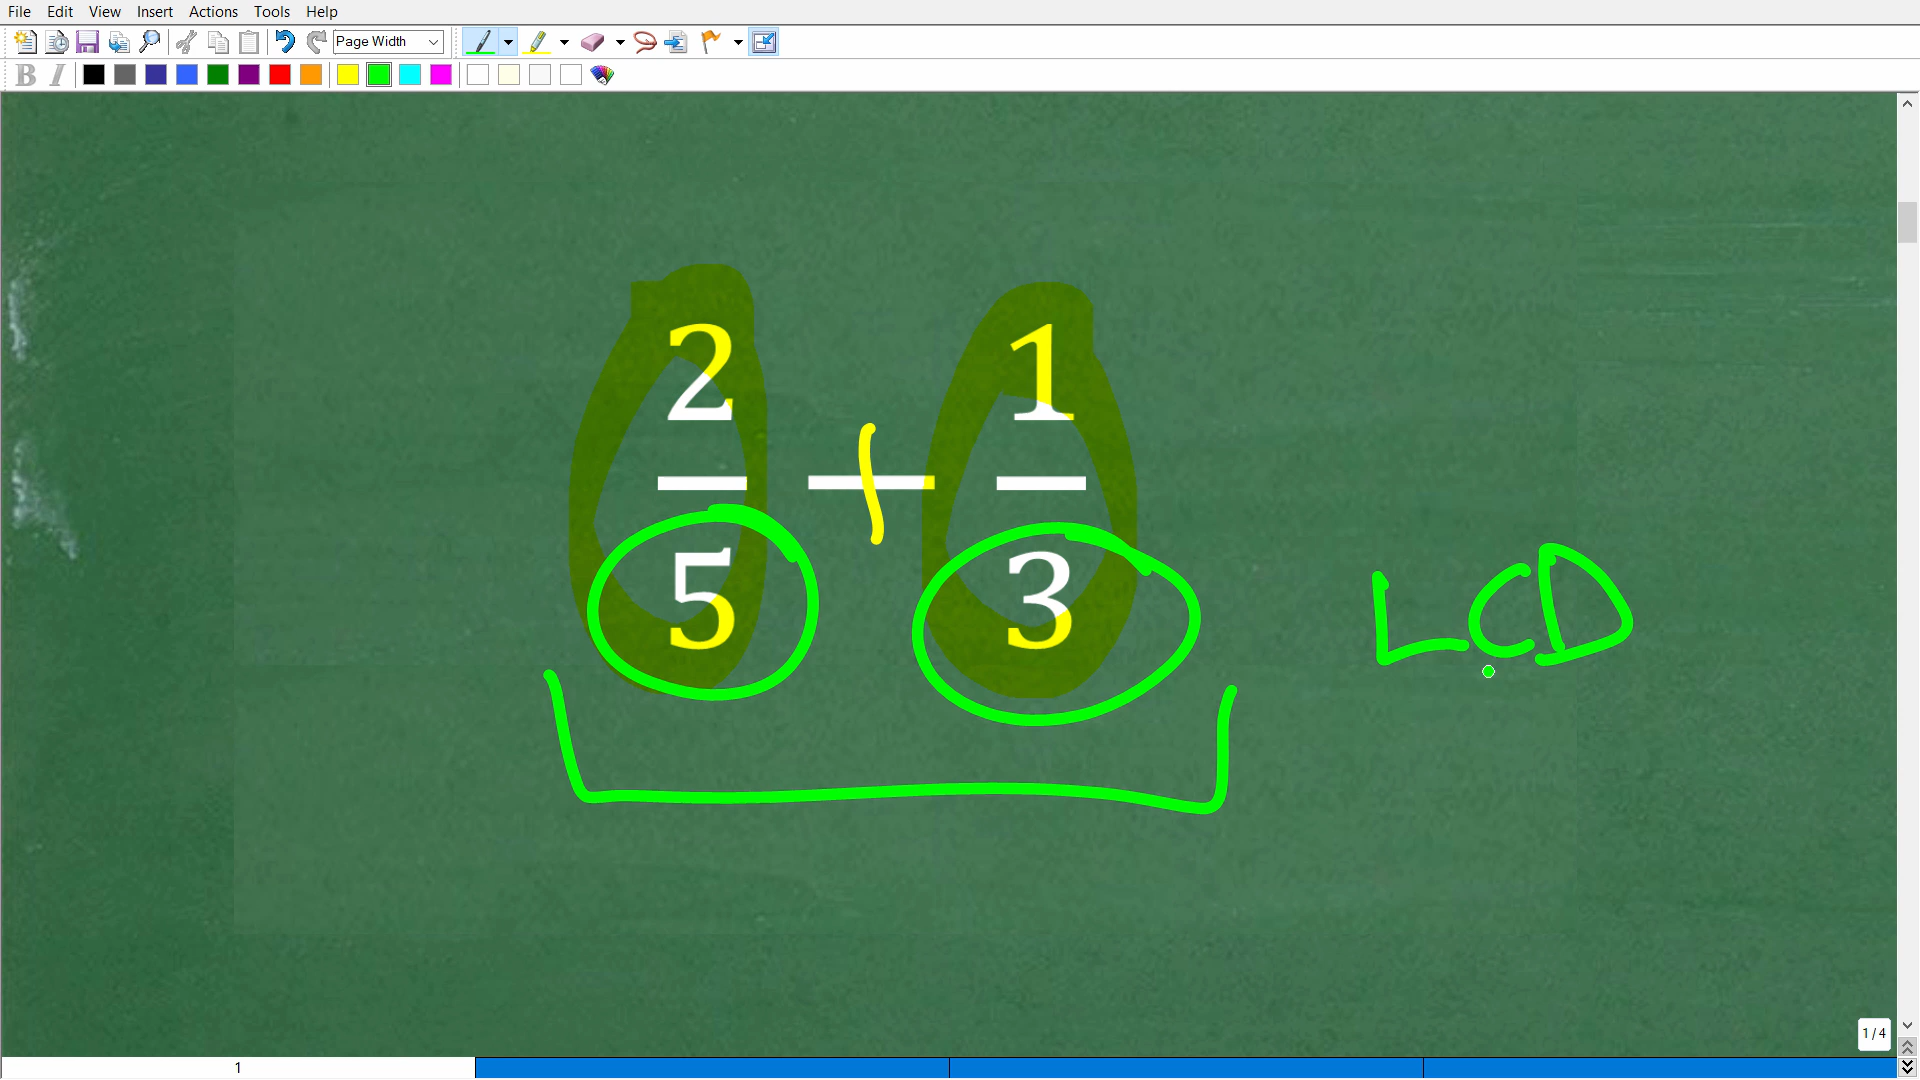 File Edit View Insert Actions Tools Help
Page Width
B I
2/5 + 1/3
LCD
1 / 4
1